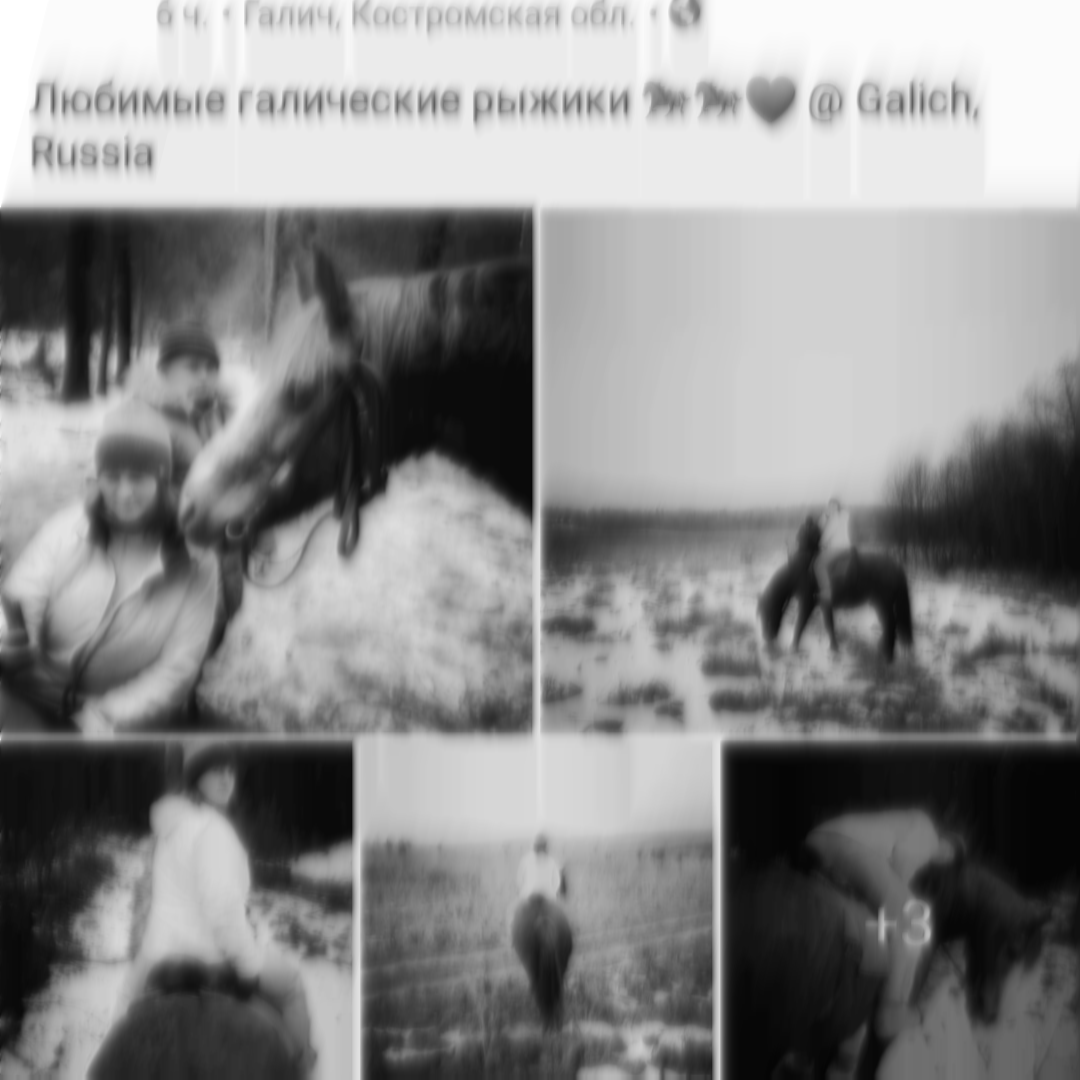 6 ч. · Галич, Костромская обл. ·
Любимые галические рыжики 🐎🐎❤ @ Galich,
Russia
+3